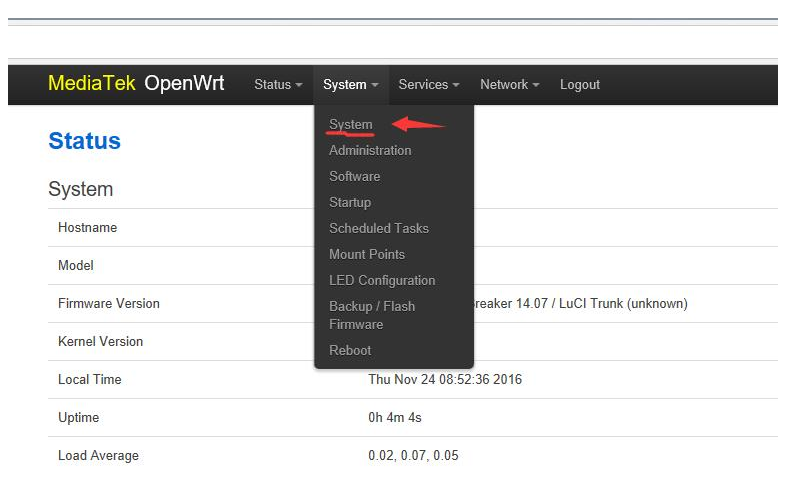 MediaTek OpenWrt Status System Services Network Logout
System
Administration
Software
Startup
Scheduled Tasks
Mount Points
LED Configuration
Backup / Flash
Firmware
Reboot
Status
System
Hostname
Model
Firmware Version reaker 14.07 / LuCI Trunk (unknown)
Kernel Version
Local Time Thu Nov 24 08:52:36 2016
Uptime 0h 4m 4s
Load Average 0.02, 0.07, 0.05